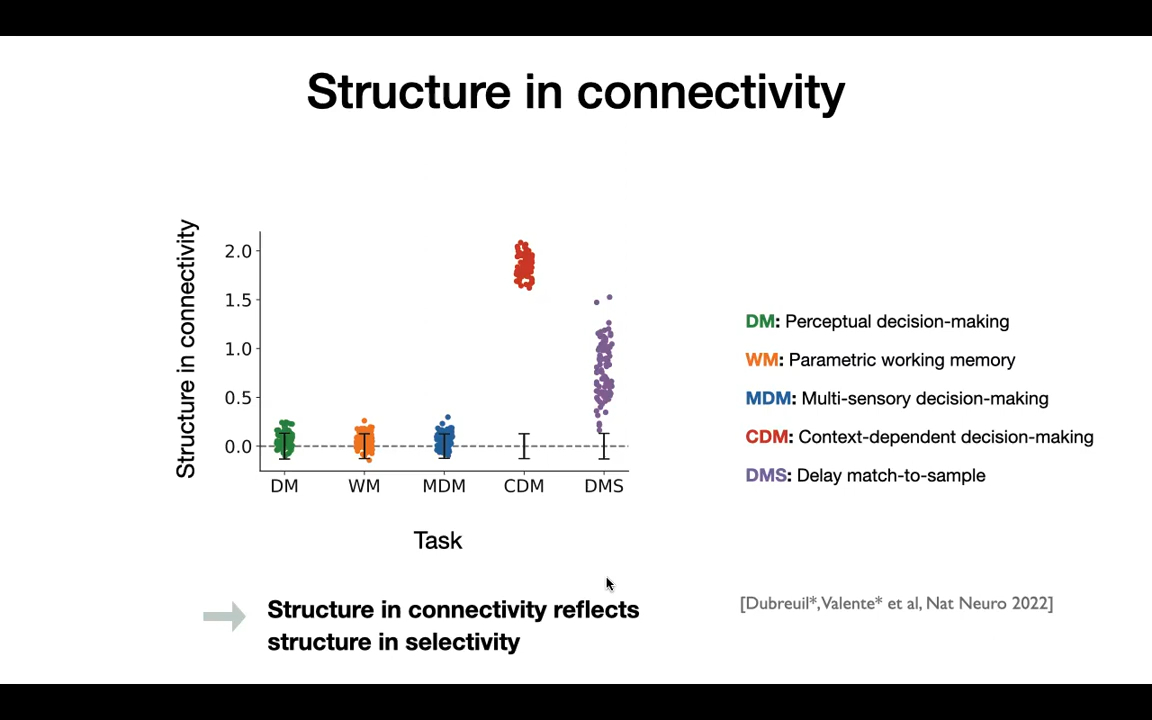 Structure in connectivity
Structure in connectivity
2.0
1.5
1.0
0.5
0.0
DM WM MDM CDM DMS
Task
DM: Perceptual decision-making
WM: Parametric working memory
MDM: Multi-sensory decision-making
CDM: Context-dependent decision-making
DMS: Delay match-to-sample
Structure in connectivity reflects
structure in selectivity
[Dubreuil*,Valente* et al, Nat Neuro 2022]